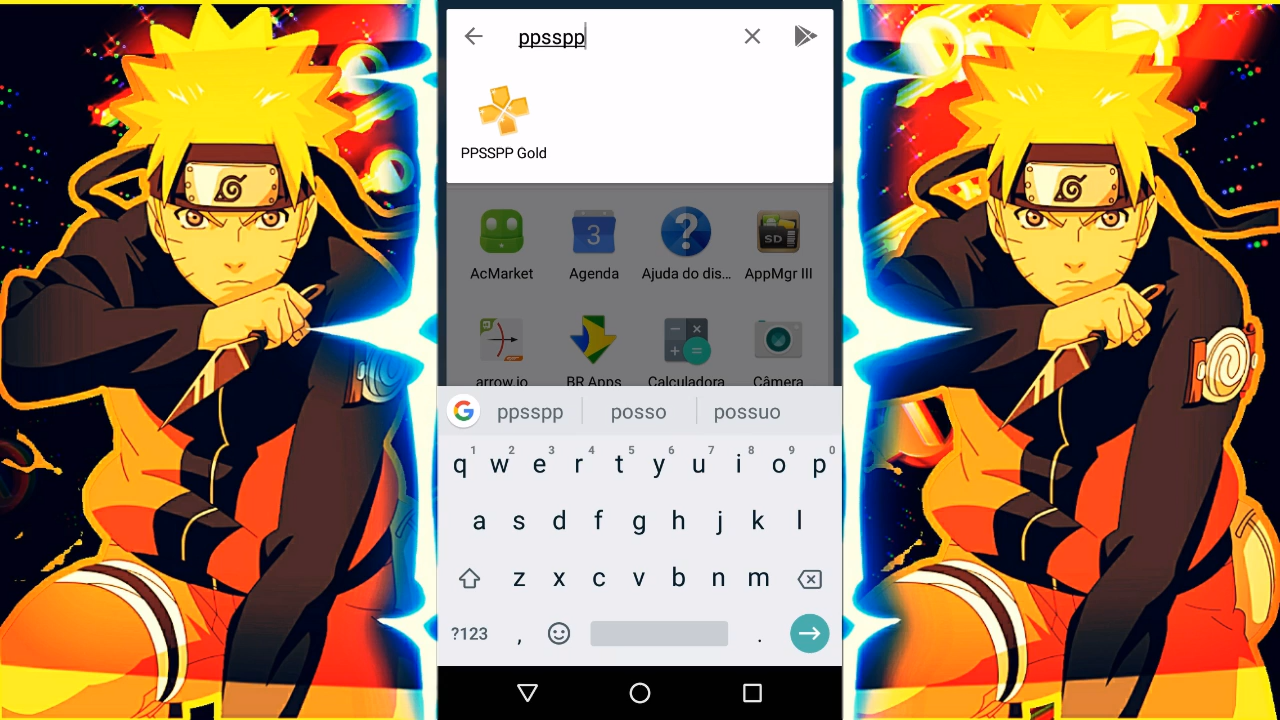 ppsspp
PPSSPP Gold
3
SD
AcMarket Agenda Ajuda do dis... AppMgr III
arrow.io BR Apps Calculadora Câmera
G ppsspp posso possuo
1 2 3 4 5 6 7 8 9 0
q w e r t y u i o p
a s d f g h j k l
z x c v b n m
?123 , .